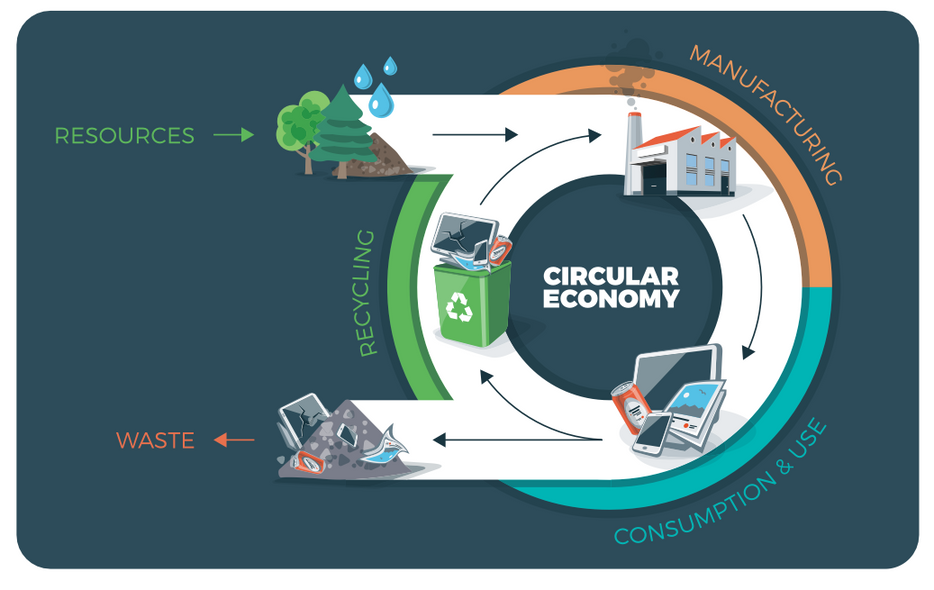 MANUFACTURING
RESOURCES
RECYCLING
CIRCULAR
ECONOMY
WASTE
CONSUMPTION & USE